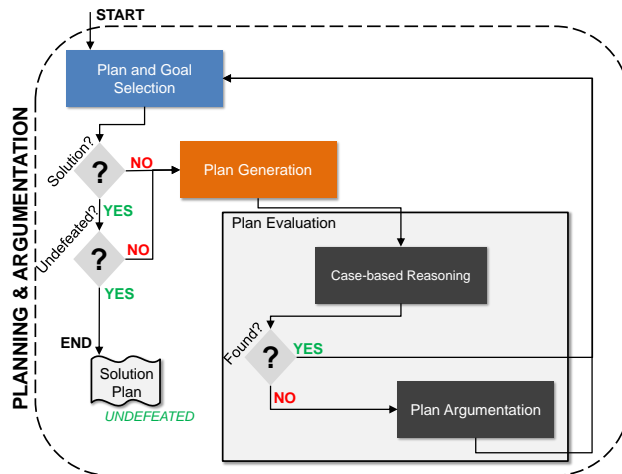 START
PLANNING & ARGUMENTATION
Plan and Goal
Selection
Solution?
?
NO
Plan Generation
YES
Undefeated?
?
NO
YES
Plan Evaluation
Case-based Reasoning
Found?
?
YES
NO
Plan Argumentation
END
Solution
Plan
UNDEFEATED